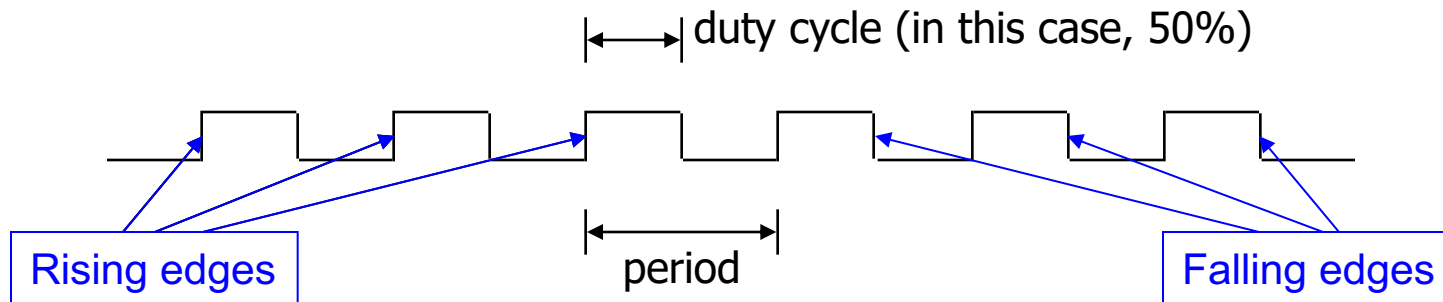 duty cycle (in this case, 50%)
Rising edges
period
Falling edges